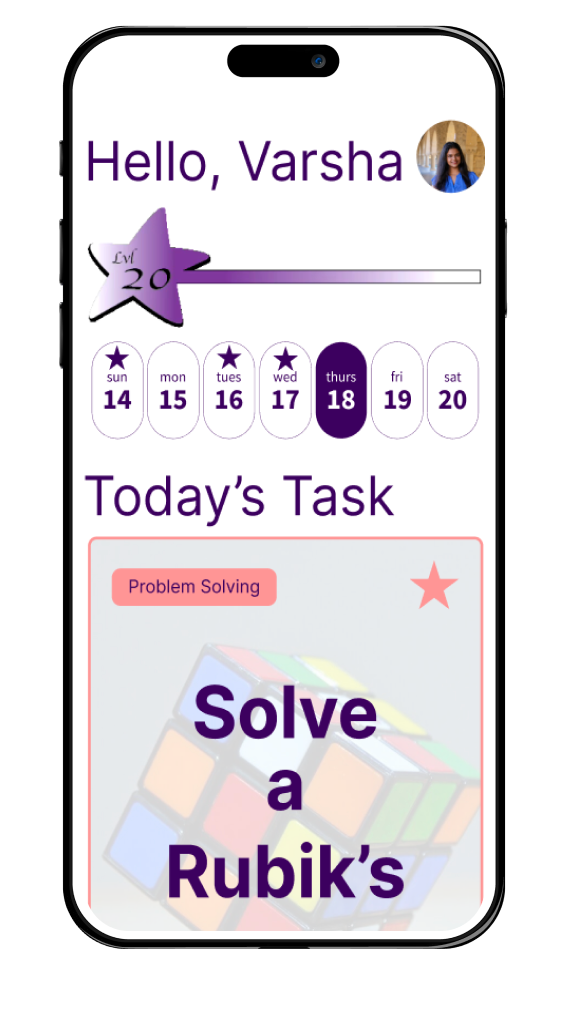 Hello, Varsha
Lvl
20
sun mon tues wed thurs fri sat
14 15 16 17 18 19 20
Today’s Task
Problem Solving
Solve
a
Rubik’s